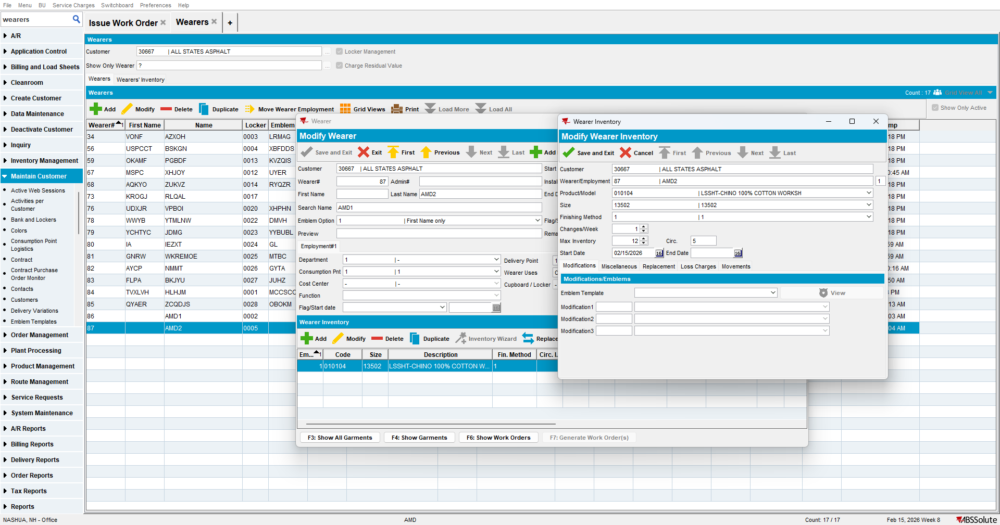 File Menu BU Service Charges Switchboard Preferences Help
wearers
Issue Work Order
Wearers
+
A/R
Application Control
Billing and Load Sheets
Cleanroom
Create Customer
Data Maintenance
Deactivate Customer
Inquiry
Inventory Management
Maintain Customer
Active Web Sessions
Activities per
Customer
Bank and Lockers
Colors
Consumption Point
Logistics
Contract
Contract Purchase
Order Monitor
Contacts
Customers
Delivery Variations
Emblem Templates
Order Management
Plant Processing
Product Management
Route Management
Service Requests
System Maintenance
A/R Reports
Billing Reports
Delivery Reports
Order Reports
Tax Reports
Reports
Wearers
Customer 30667 | ALL STATES ASPHALT ... Locker Management
Show Only Wearer ? ... Charge Residual Value
Wearers Wearers' Inventory
Wearers Count : 17 Grid View All
Add Modify Delete Duplicate Move Wearer Employment Grid Views Print Load More Load All Show Only Active
Wearer# 1 First Name Name Locker Emblem mp
34 VONF AZXOH 0003 LRMAG 18 PM
56 USPCCT BSKGN 0004 XBFDDS 18 PM
59 OKAMF PGBDF 0013 KVZQIS 18 PM
67 MSPC XHJOY 0012 UYER 0:45 AM
68 AQKYO ZUKVZ 0014 RYQZR 18 PM
73 KROGJ RLQAL 0017 18 PM
76 UDXJR VPBOI 0020 XHPHN 18 PM
78 WWYB YTMLNW 0022 DMVH 18 PM
79 YCHTYC JDMG 0023 YYBUBL 18 PM
80 IA IEZXT 0024 GL 59 AM
81 GNRW WKREMOE 0025 MTBC 59 AM
82 AYCP NMMT 0026 GYTA 0:16 AM
83 FLPA BKJYU 0027 JUHZ 50 AM
84 TVXLVH HLHJM 0001 MCCSCC PM
85 QYAER ZCQDJS 0028 OBOKM 13 AM
86 AMD1 0002 03 AM
87 AMD2 0005 04 AM
Wearer
Modify Wearer
Save and Exit Exit First Previous Next Last Add
Customer 30667 | ALL STATES ASPHALT Start
Wearer# 87 Admin# Instal
First Name Last Name AMD2 End D
Search Name AMD1
Emblem Option 1 | First Name only Flag/S
Preview Rema
Employment#1
Department 1 | - Delivery Point 1
Consumption Pnt 1 | 1 Wearer Uses C
Cost Center - | - Cupboard / Locker -
Function
Flag/Start date 16
Wearer Inventory
Add Modify Delete Duplicate Inventory Wizard Replace
Em... 1 Code Size Description Fin. Method Circ. I.
1 010104 13502 LSSHT-CHINO 100% COTTON W... 1
F3: Show All Garments F4: Show Garments F6: Show Work Orders F7: Generate Work Order(s)
Wearer Inventory
Modify Wearer Inventory
Save and Exit Cancel First Previous Next Last
Customer 30667 | ALL STATES ASPHALT
Wearer/Employment 87 | AMD2 1
Product/Model 010104 | LSSHT-CHINO 100% COTTON WORKSH
Size 13502 | 13502
Finishing Method 1 | 1
Changes/Week 1
Max Inventory 12 Circ. 5
Start Date 02/15/2026 16 End Date 16
Modifications Miscellaneous Replacement Loss Charges Movements
Modifications/Emblems
Emblem Template View
Modification1
Modification2
Modification3
NASHUA, NH - Office AMD Count: 17 / 17 Feb 15, 2026 Week 8 ABSSolute